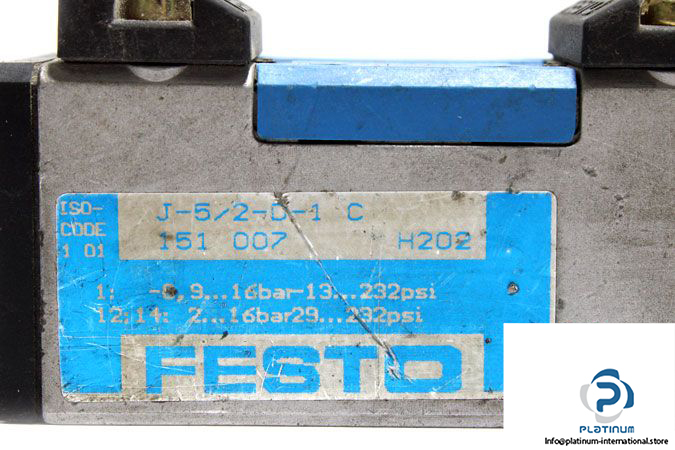 ISO-
CODE
1 01
J-5/2-D-1 C
151 007 H202
1: -0,9...16bar-13...232psi
12;14: 2...16bar29...232psi
FESTO
PLATINUM
Info@platinum-international.store